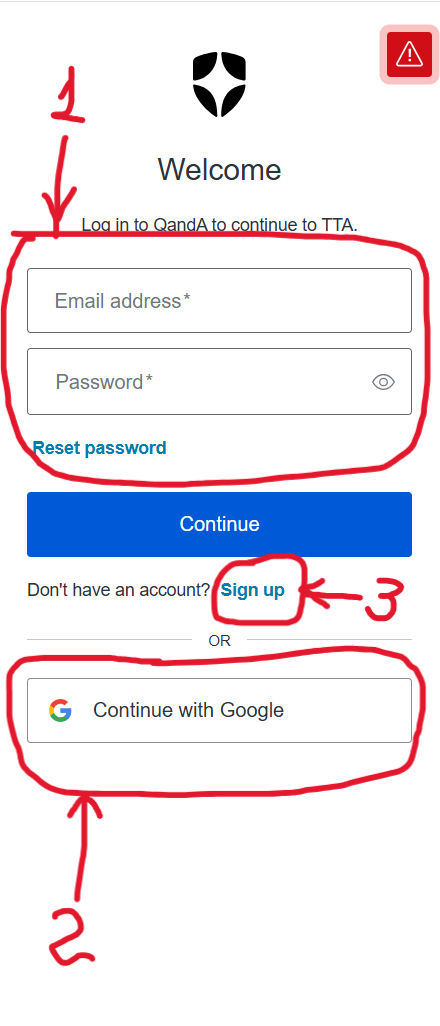 1
Welcome
Log in to QandA to continue to TTA.
Email address*
Password*
Reset password
Continue
Don't have an account? Sign up
3
OR
Continue with Google
2